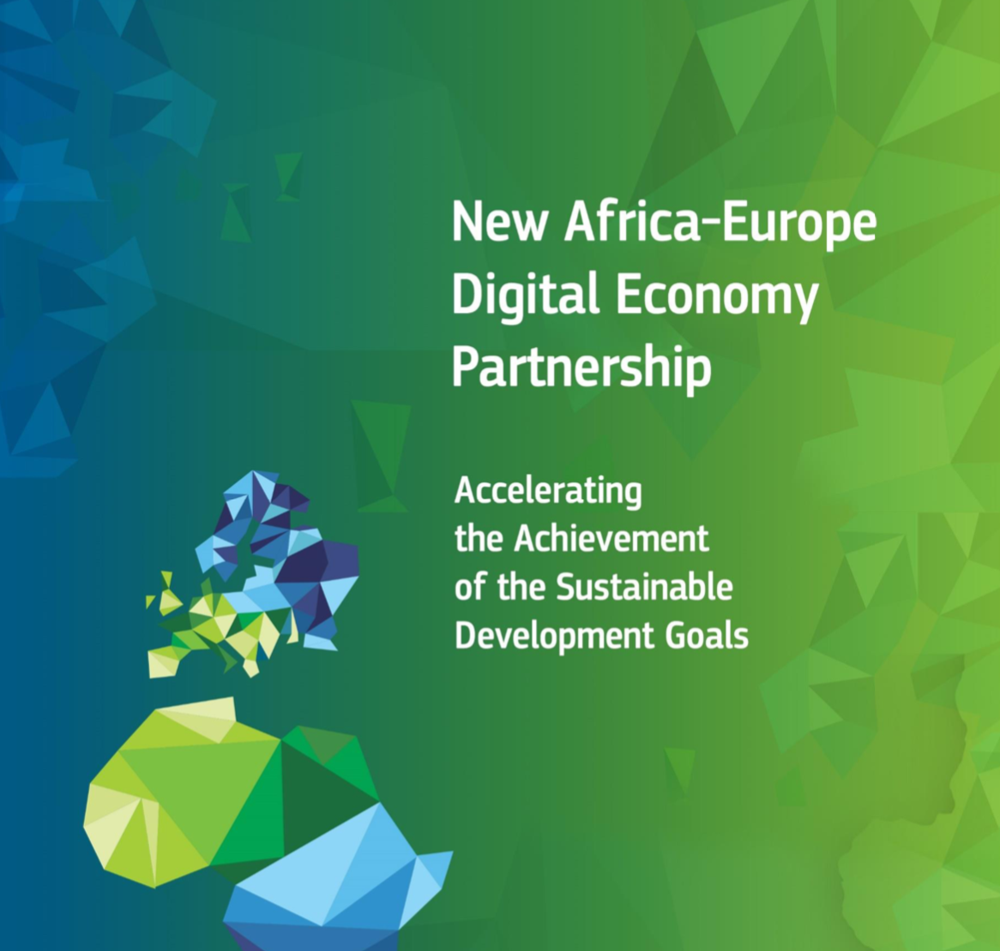 New Africa-Europe
Digital Economy
Partnership
Accelerating
the Achievement
of the Sustainable
Development Goals